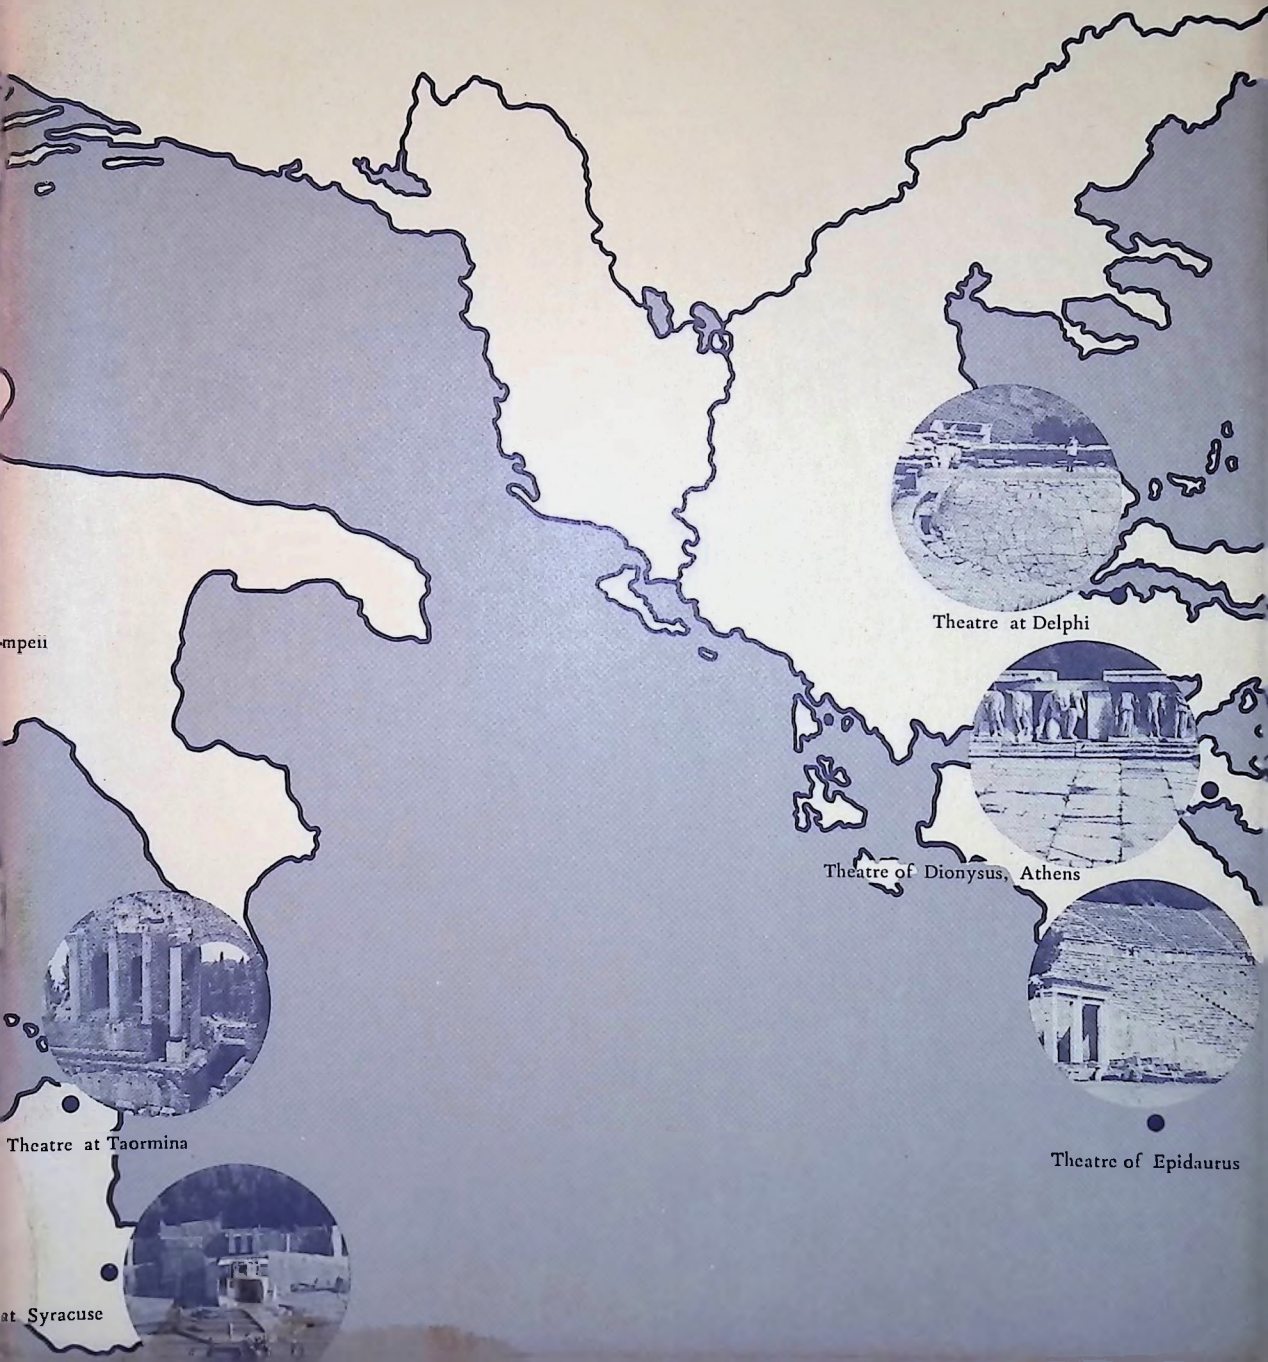 Theatre at Delphi
mpeii
Theatre of Dionysus, Athens
Theatre at Taormina
Theatre of Epidaurus
at Syracuse